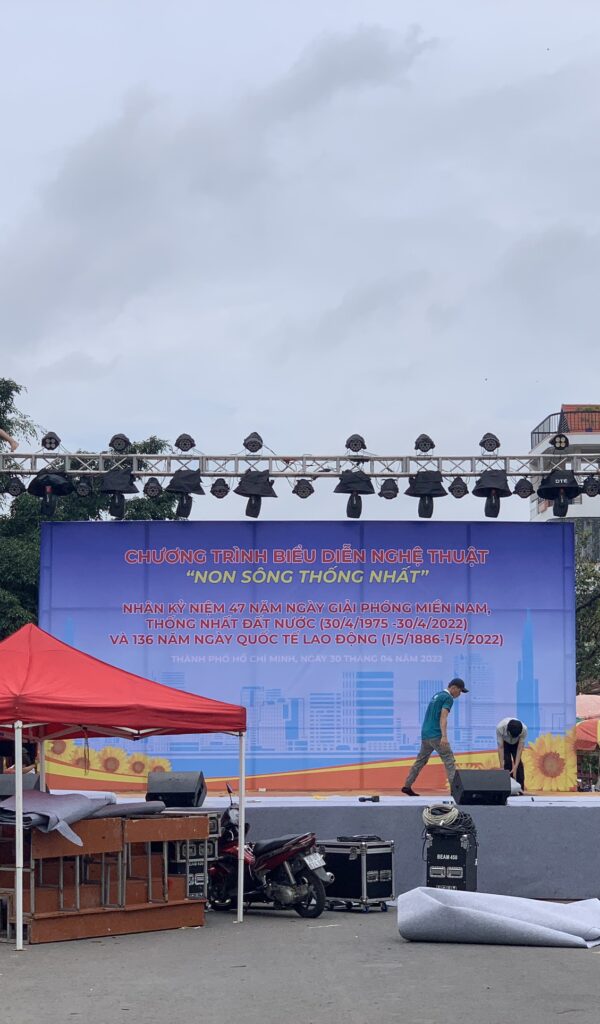 CHƯƠNG TRÌNH BIỂU DIỄN NGHỆ THUẬT
“NON SÔNG THỐNG NHẤT”
NHÂN KỶ NIỆM 47 NĂM NGÀY GIẢI PHÓNG MIỀN NAM,
THỐNG NHẤT ĐẤT NƯỚC (30/4/1975 -30/4/2022)
VÀ 136 NĂM NGÀY QUỐC TẾ LAO ĐỘNG (1/5/1886-1/5/2022)
THÀNH PHỐ HỒ CHÍ MINH, NGÀY 30 THÁNG 04 NĂM 2022
DTE
BEAM 450